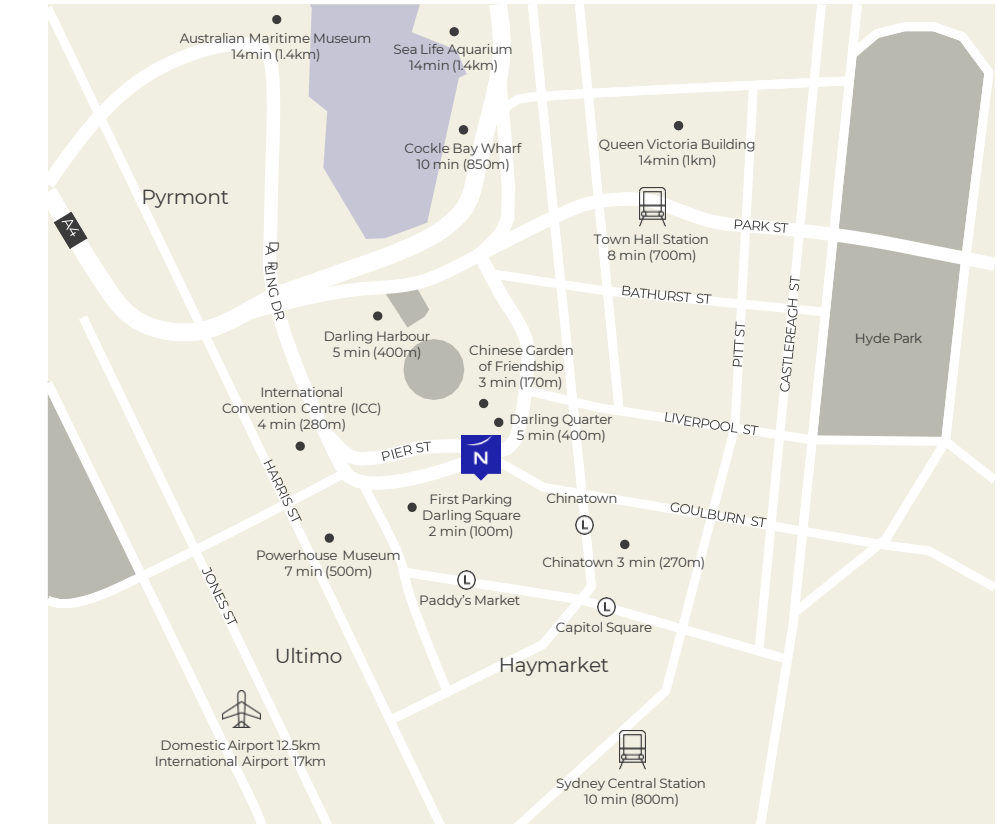 Australian Maritime Museum
14min (1.4km)
Sea Life Aquarium
14min (1.4km)
Cockle Bay Wharf
10 min (850m)
Queen Victoria Building
14min (1km)
Pyrmont
A4
Town Hall Station
8 min (700m)
PARK ST
DARLING DR
BATHURST ST
PITT ST
CASTLEREAGH ST
Hyde Park
Darling Harbour
5 min (400m)
Chinese Garden
of Friendship
3 min (170m)
International
Convention Centre (ICC)
4 min (280m)
Darling Quarter
5 min (400m)
LIVERPOOL ST
PIER ST
N
HARRIS ST
First Parking
Darling Square
2 min (100m)
Chinatown
L
GOULBURN ST
Powerhouse Museum
7 min (500m)
Chinatown 3 min (270m)
JONES ST
L
Paddy's Market
L
Capitol Square
Ultimo
Haymarket
Domestic Airport 12.5km
International Airport 17km
Sydney Central Station
10 min (800m)